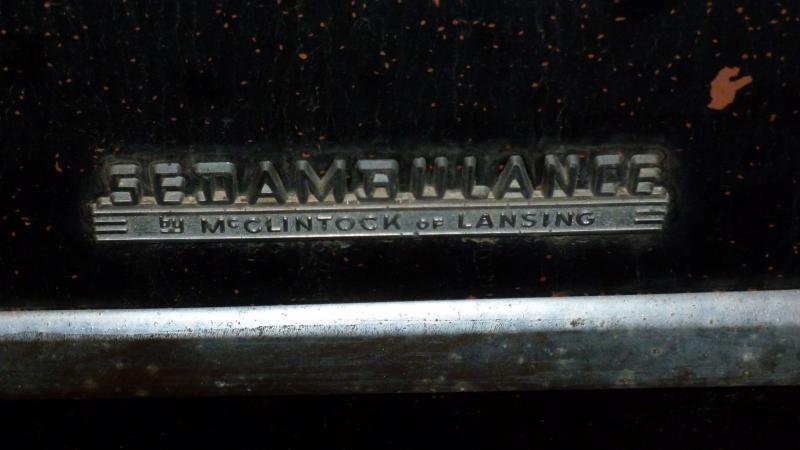 SEDAMBULANCE
by McCLINTOCK OF LANSING